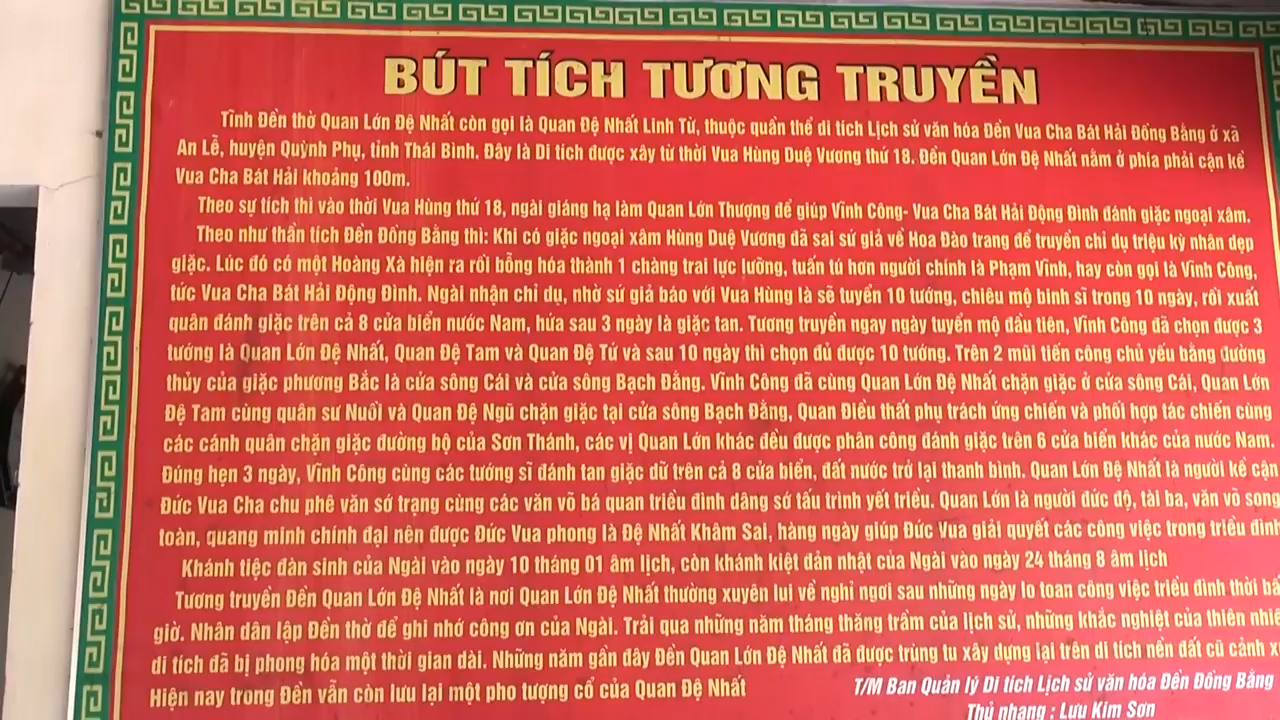 BÚT TÍCH TƯƠNG TRUYỀN
Tĩnh Đền thờ Quan Lớn Đệ Nhất còn gọi là Quan Đệ Nhất Linh Từ, thuộc quần thể di tích Lịch sử văn hóa Đền Vua Cha Bát Hải Đồng Bằng ở xã
An Lễ, huyện Quỳnh Phụ, tỉnh Thái Bình. Đây là Di tích được xây từ thời Vua Hùng Duệ Vương thứ 18. Đền Quan Lớn Đệ Nhất nằm ở phía phải cận kề
Vua Cha Bát Hải khoảng 100m.
Theo sự tích thì vào thời Vua Hùng thứ 18, ngài giáng hạ làm Quan Lớn Thượng để giúp Vĩnh Công- Vua Cha Bát Hải Động Đình đánh giặc ngoại xâm.
Theo như thần tích Đền Đồng Bằng thì: Khi có giặc ngoại xâm Hùng Duệ Vương đã sai sứ giả về Hoa Đào trang để truyền chỉ dụ triệu kỳ nhân dẹp
giặc. Lúc đó có một Hoàng Xà hiện ra rồi bỗng hóa thành 1 chàng trai lực lưỡng, tuấn tú hơn người chính là Phạm Vĩnh, hay còn gọi là Vĩnh Công,
tức Vua Cha Bát Hải Động Đình. Ngài nhận chỉ dụ, nhờ sứ giả báo với Vua Hùng là sẽ tuyển 10 tướng, chiêu mộ binh sĩ trong 10 ngày, rồi xuất
quân đánh giặc trên cả 8 cửa biển nước Nam, hứa sau 3 ngày là giặc tan. Tương truyền ngay ngày tuyển mộ đầu tiên, Vĩnh Công đã chọn được 3
tướng là Quan Lớn Đệ Nhất, Quan Đệ Tam và Quan Đệ Tứ và sau 10 ngày thì chọn đủ được 10 tướng. Trên 2 mũi tiến công chủ yếu bằng đường
thủy của giặc phương Bắc là cửa sông Cái và cửa sông Bạch Đằng. Vĩnh Công đã cùng Quan Lớn Đệ Nhất chặn giặc ở cửa sông Cái, Quan Lớn
Đệ Tam cùng quân sư Nuồi và Quan Đệ Ngũ chặn giặc tại cửa sông Bạch Đằng, Quan Điều thất phụ trách ứng chiến và phối hợp tác chiến cùng
các cánh quân chặn giặc đường bộ của Sơn Thánh, các vị Quan Lớn khác đều được phân công đánh giặc trên 6 cửa biển khác của nước Nam.
Đúng hẹn 3 ngày, Vĩnh Công cùng các tướng sĩ đánh tan giặc dữ trên cả 8 cửa biển, đất nước trở lại thanh bình. Quan Lớn Đệ Nhất là người kề cận
Đức Vua Cha chu phê văn sớ trạng cùng các văn võ bá quan triều đình dâng sớ tấu trình yết triều. Quan Lớn là người đức độ, tài ba, văn võ song
toàn, quang minh chính đại nên được Đức Vua phong là Đệ Nhất Khâm Sai, hàng ngày giúp Đức Vua giải quyết các công việc trong triều đình
Khánh tiệc đàn sinh của Ngài vào ngày 10 tháng 01 âm lịch, còn khánh kiệt đản nhật của Ngài vào ngày 24 tháng 8 âm lịch
Tương truyền Đền Quan Lớn Đệ Nhất là nơi Quan Lớn Đệ Nhất thường xuyên lui về nghỉ ngơi sau những ngày lo toan công việc triều đình thời
giờ. Nhân dân lập Đền thờ để ghi nhớ công ơn của Ngài. Trải qua những năm tháng thăng trầm của lịch sử, những khắc nghiệt của thiên
di tích đã bị phong hóa một thời gian dài. Những năm gần đây Đền Quan Lớn Đệ Nhất đã được trùng tu xây dựng lại trên di tích nền đất cũ cảnh
Hiện nay trong Đền vẫn còn lưu lại một pho tượng cổ của Quan Đệ Nhất
T/M Ban Quản lý Di tích Lịch sử văn hóa Đền Đồng Bằng
Thủ nhang : Lưu Kim Sơn